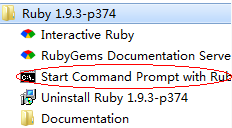 Ruby 1.9.3-p374
Interactive Ruby
RubyGems Documentation Serve
Start Command Prompt with Rub
Uninstall Ruby 1.9.3-p374
Documentation